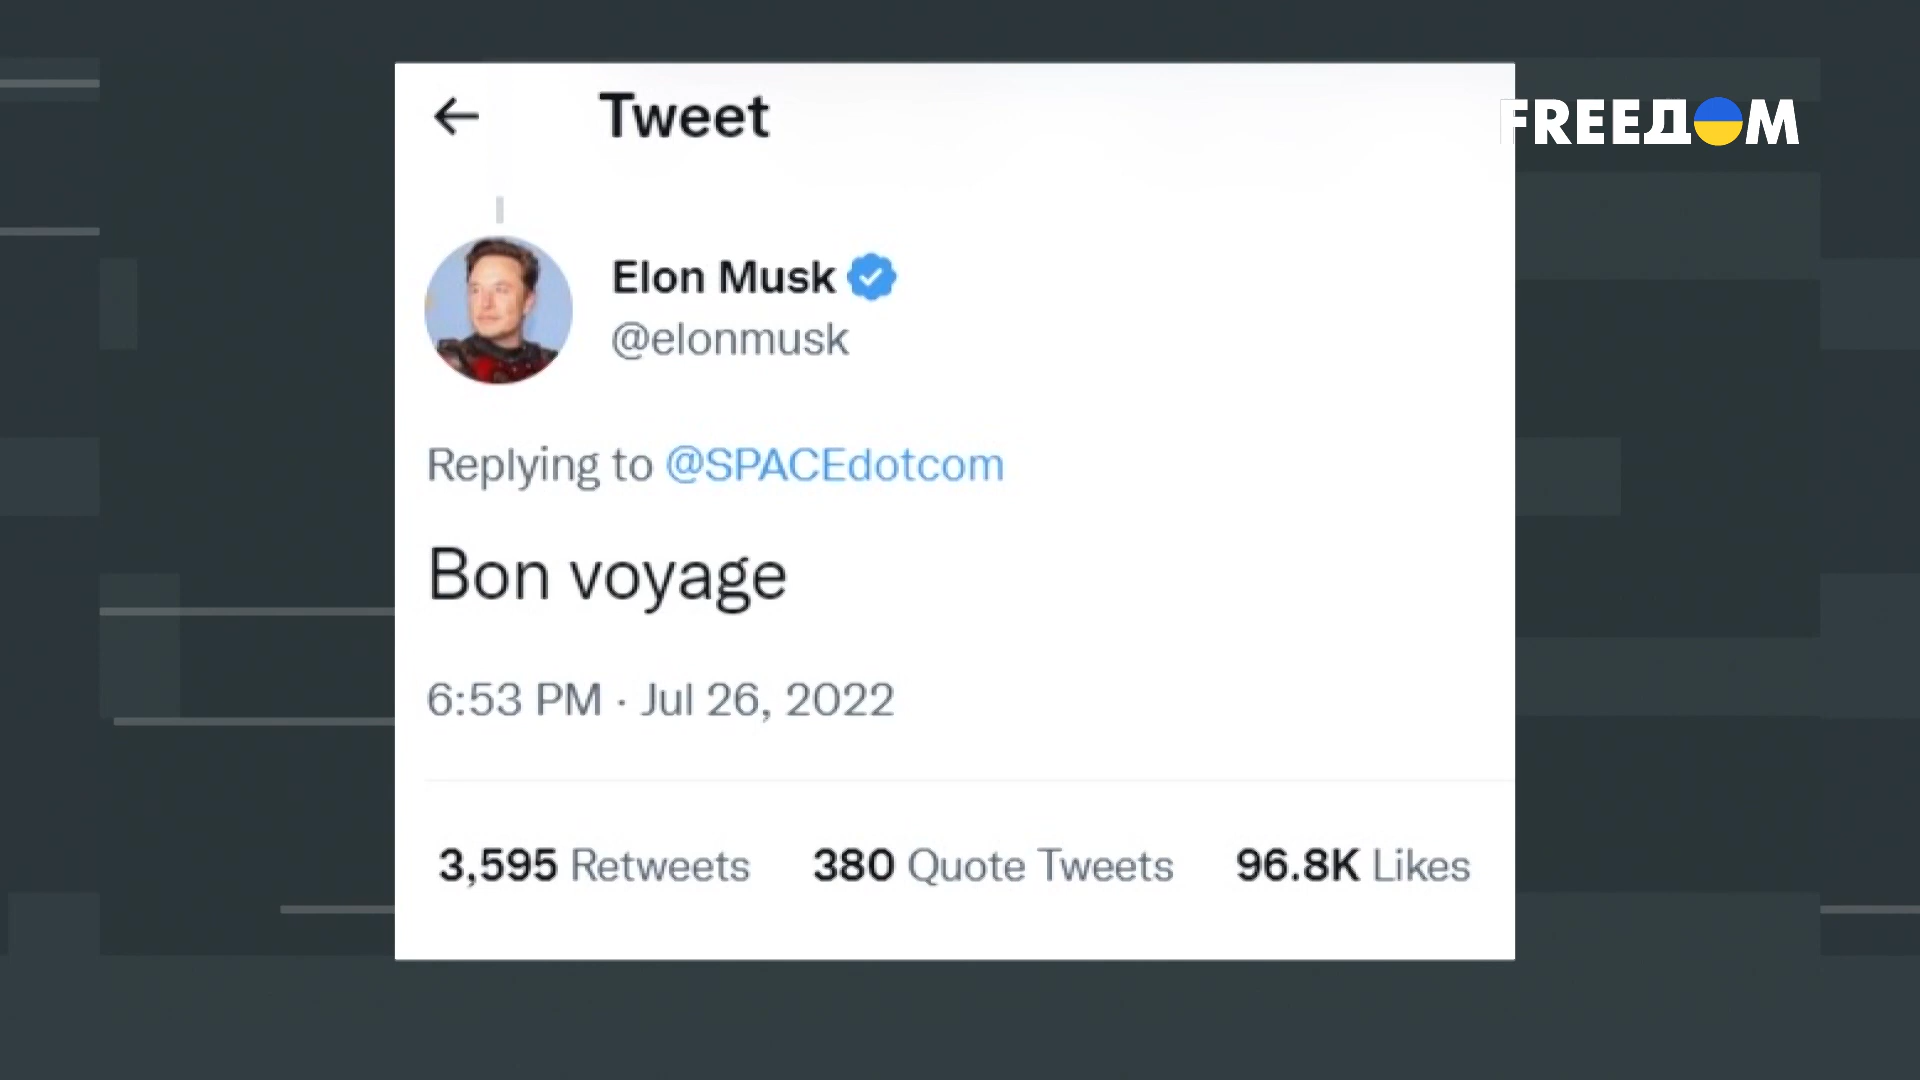 Tweet
FREEДOM
Elon Musk
@elonmusk
Replying to @SPACEdotcom
Bon voyage
6:53 PM · Jul 26, 2022
3,595 Retweets 380 Quote Tweets 96.8K Likes